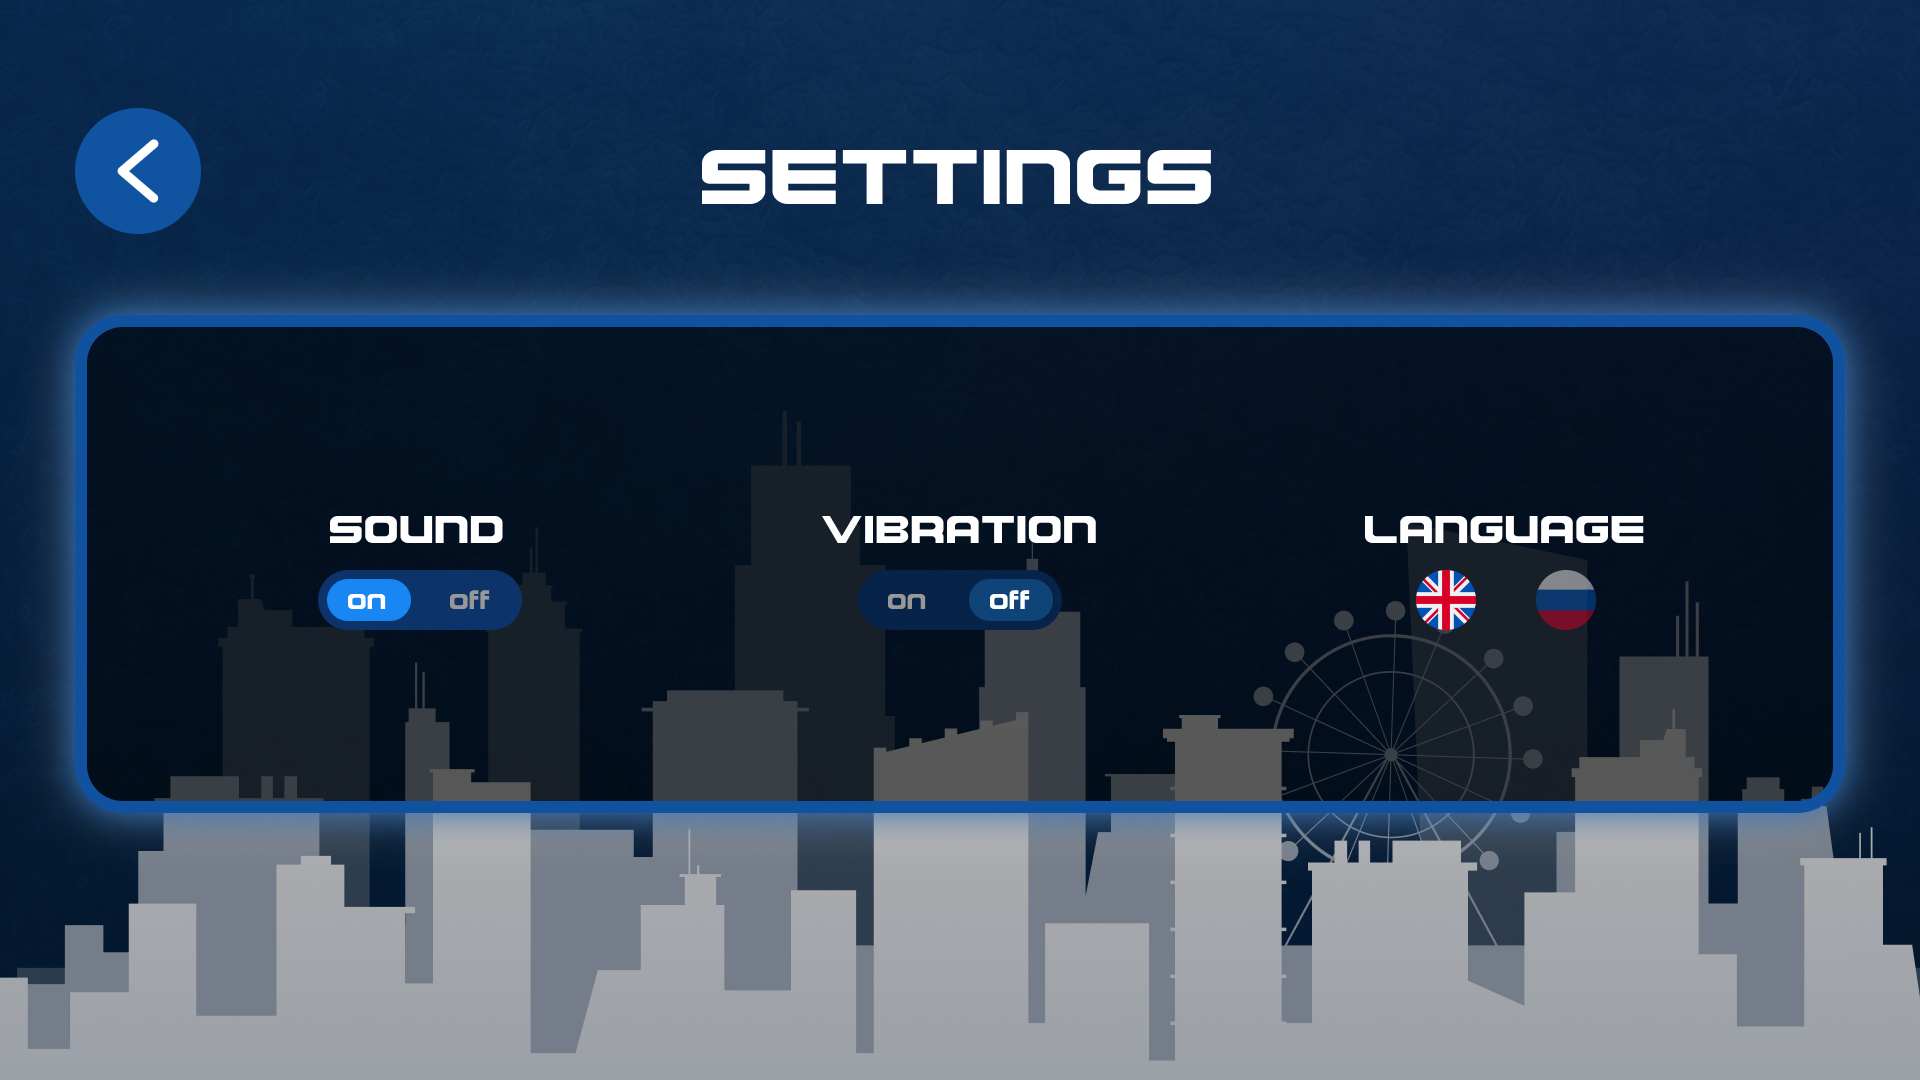 SETTINGS
SOUND
on off
VIBRATION
on off
LANGUAGE